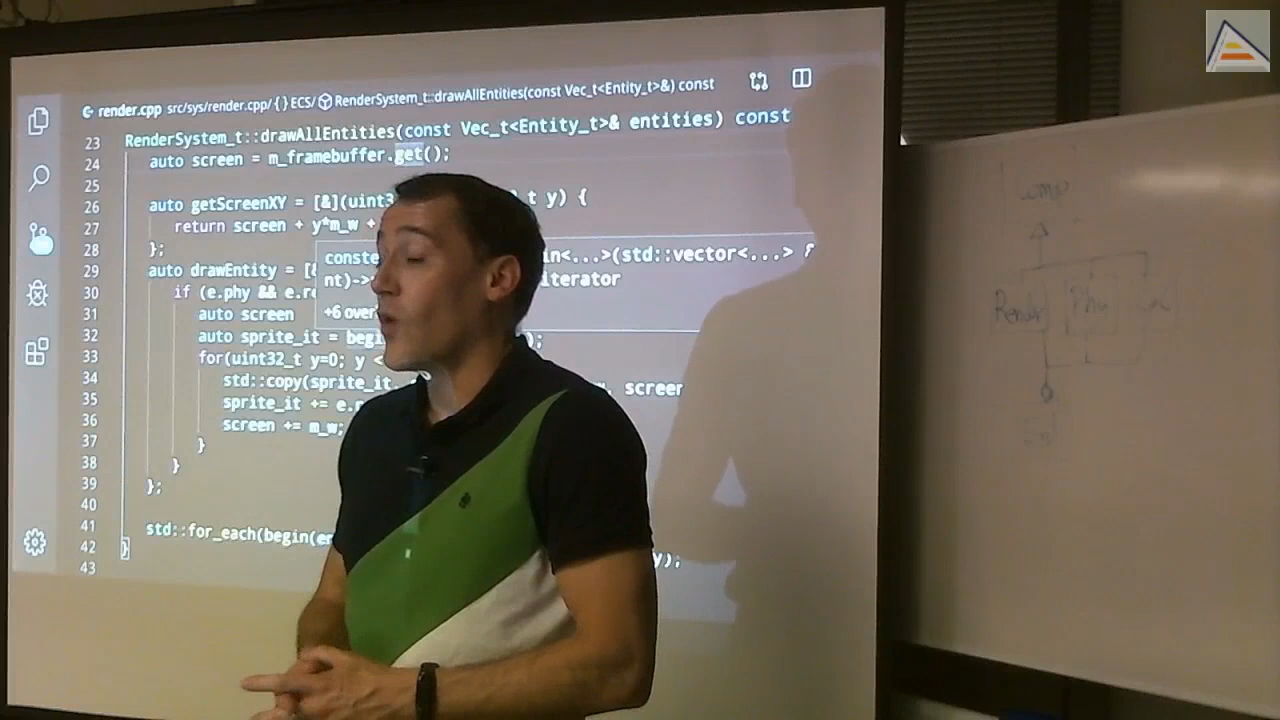 render.cpp src/sys/render.cpp/ {} ECS/ RenderSystem_t::drawAllEntities(const Vec_t<Entity_t>&) const
23 RenderSystem_t::drawAllEntities(const Vec_t<Entity_t>& entities) const
24 auto screen = m_framebuffer.get();
25
26 auto getScreenXY = [&](uint3 t y) {
27 return screen + y*m_w +
28 };
29 auto drawEntity = [&
30 if (e.phy && e.re
31 auto screen
32 auto sprite_it = begi );
33 for(uint32_t y=0; y <
34 std::copy(sprite_it, screen
35 sprite_it += e.r
36 screen += m_w;
37 }
38 }
39 };
40
41 std::for_each(begin(en
42 }
43
conste in<...>(std::vector<...>
nt)-> iterator
+6 over
y);
Comp
Render Phy